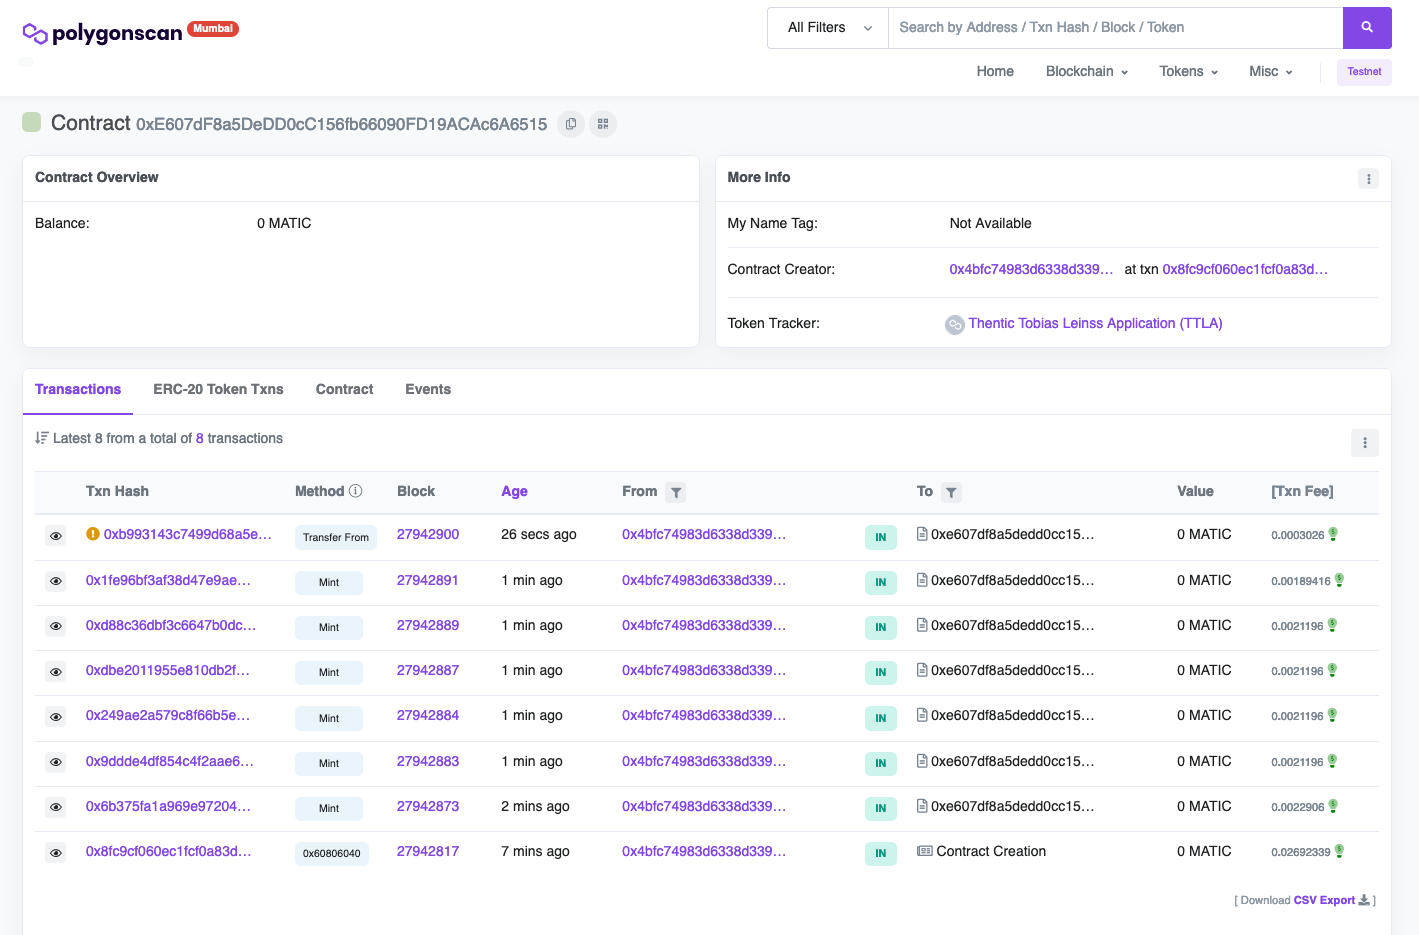 polygonscan Mumbai
All Filters Search by Address / Txn Hash / Block / Token
Home Blockchain Tokens Misc Testnet
Contract 0xE607dF8a5DeDD0cC156fb66090FD19ACAc6A6515
Contract Overview
Balance: 0 MATIC
More Info
My Name Tag: Not Available
Contract Creator: 0x4bfc74983d6338d339... at txn 0x8fc9cf060ec1fcf0a83d...
Token Tracker: Thentic Tobias Leinss Application (TTLA)
Transactions ERC-20 Token Txns Contract Events
Latest 8 from a total of 8 transactions
Txn Hash Method Block Age From To Value [Txn Fee]
0xb993143c7499d68a5e... Transfer From 27942900 26 secs ago 0x4bfc74983d6338d339... IN 0xe607df8a5dedd0cc15... 0 MATIC 0.0003026
0x1fe96bf3af38d47e9ae... Mint 27942891 1 min ago 0x4bfc74983d6338d339... IN 0xe607df8a5dedd0cc15... 0 MATIC 0.00189416
0xd88c36dbf3c6647b0dc... Mint 27942889 1 min ago 0x4bfc74983d6338d339... IN 0xe607df8a5dedd0cc15... 0 MATIC 0.0021196
0xdbe2011955e810db2f... Mint 27942887 1 min ago 0x4bfc74983d6338d339... IN 0xe607df8a5dedd0cc15... 0 MATIC 0.0021196
0x249ae2a579c8f66b5e... Mint 27942884 1 min ago 0x4bfc74983d6338d339... IN 0xe607df8a5dedd0cc15... 0 MATIC 0.0021196
0x9ddde4df854c4f2aae6... Mint 27942883 1 min ago 0x4bfc74983d6338d339... IN 0xe607df8a5dedd0cc15... 0 MATIC 0.0021196
0x6b375fa1a969e97204... Mint 27942873 2 mins ago 0x4bfc74983d6338d339... IN 0xe607df8a5dedd0cc15... 0 MATIC 0.0022906
0x8fc9cf060ec1fcf0a83d... 0x60806040 27942817 7 mins ago 0x4bfc74983d6338d339... IN Contract Creation 0 MATIC 0.02692339
[ Download CSV Export ]